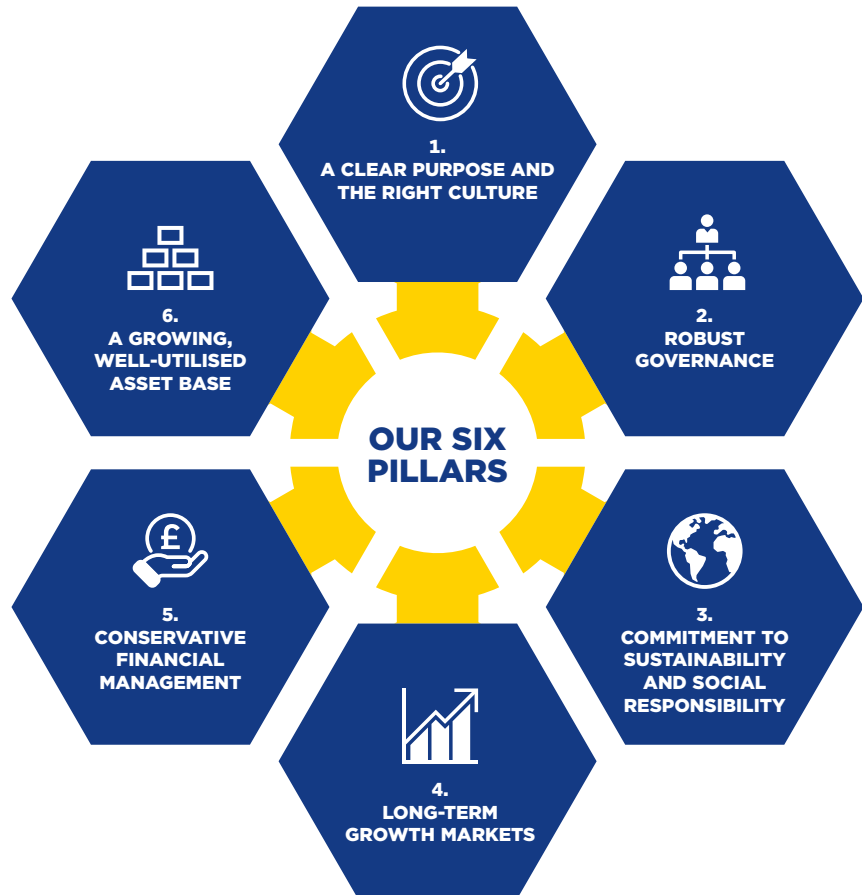 1.
A CLEAR PURPOSE AND
THE RIGHT CULTURE
2.
ROBUST
GOVERNANCE
3.
COMMITMENT TO
SUSTAINABILITY
AND SOCIAL
RESPONSIBILITY
4.
LONG-TERM
GROWTH MARKETS
5.
CONSERVATIVE
FINANCIAL
MANAGEMENT
£
6.
A GROWING,
WELL-UTILISED
ASSET BASE
OUR SIX
PILLARS